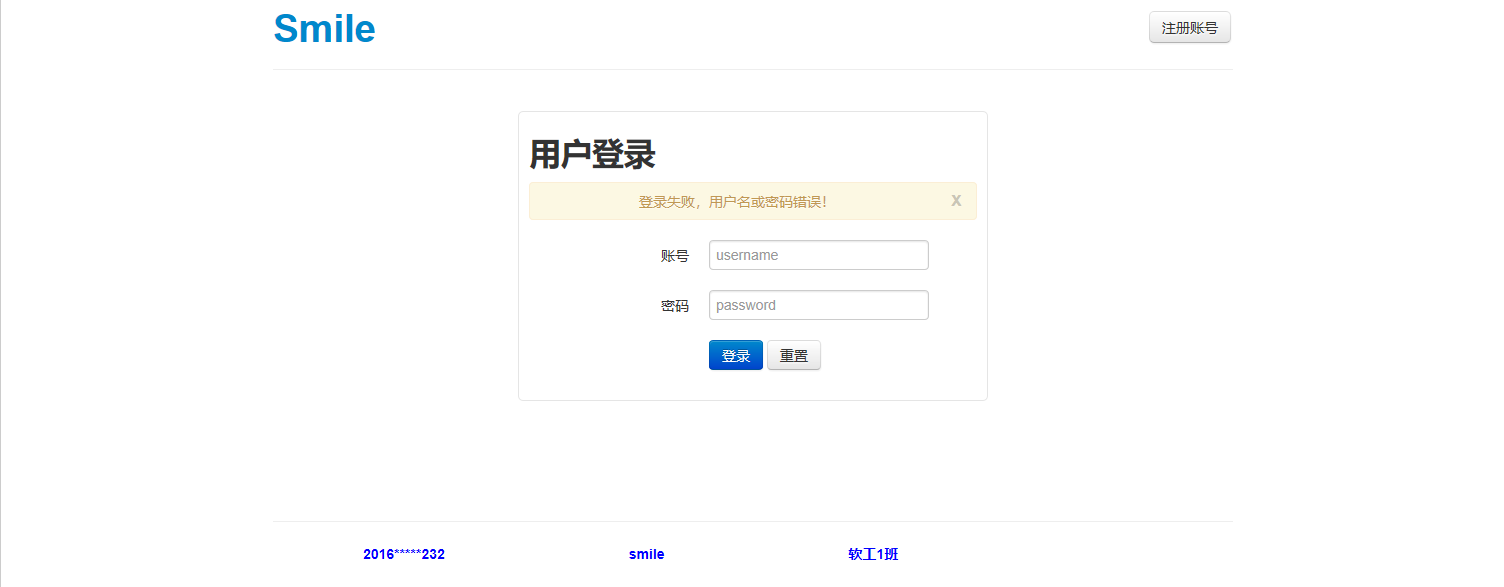 Smile
注册账号
用户登录
登录失败，用户名或密码错误！
x
账号 username
密码 password
登录 重置
2016*****232 smile 软工1班